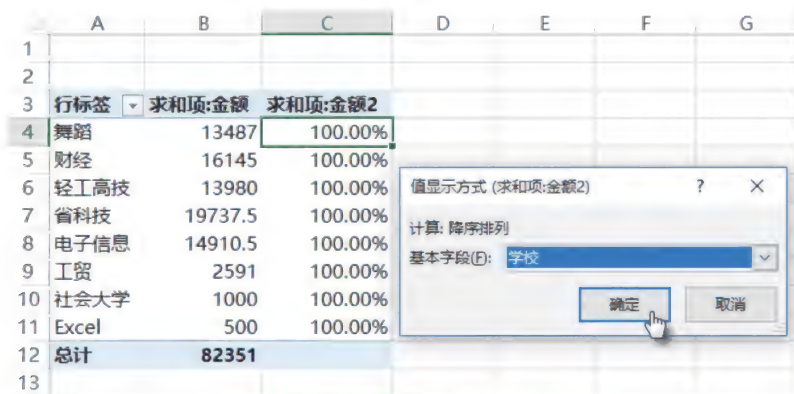 A B C D E F G
1
2
3 行标签 求和项:金额 求和项:金额2
4 舞蹈 13487 100.00%
5 财经 16145 100.00%
6 轻工高技 13980 100.00%
7 省科技 19737.5 100.00%
8 电子信息 14910.5 100.00%
9 工贸 2591 100.00%
10 社会大学 1000 100.00%
11 Excel 500 100.00%
12 总计 82351
13
值显示方式 (求和项:金额2) ? ×
计算: 降序排列
基本字段(F): 学校
确定 取消